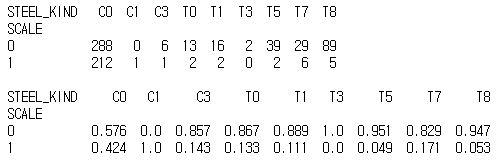 STEEL_KIND C0 C1 C3 T0 T1 T3 T5 T7 T8
SCALE
0 288 0 6 13 16 2 39 29 89
1 212 1 1 2 2 0 2 6 5
STEEL_KIND C0 C1 C3 T0 T1 T3 T5 T7 T8
SCALE
0 0.576 0.0 0.857 0.867 0.889 1.0 0.951 0.829 0.947
1 0.424 1.0 0.143 0.133 0.111 0.0 0.049 0.171 0.053